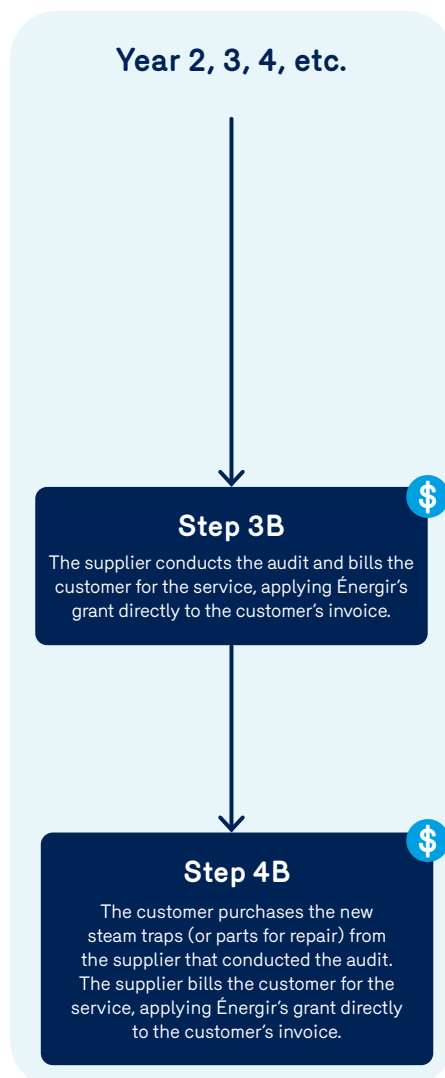 Year 2, 3, 4, etc.
$
Step 3B
The supplier conducts the audit and bills the
customer for the service, applying Énergir's
grant directly to the customer's invoice.
$
Step 4B
The customer purchases the new
steam traps (or parts for repair) from
the supplier that conducted the audit.
The supplier bills the customer for the
service, applying Énergir's grant directly
to the customer's invoice.